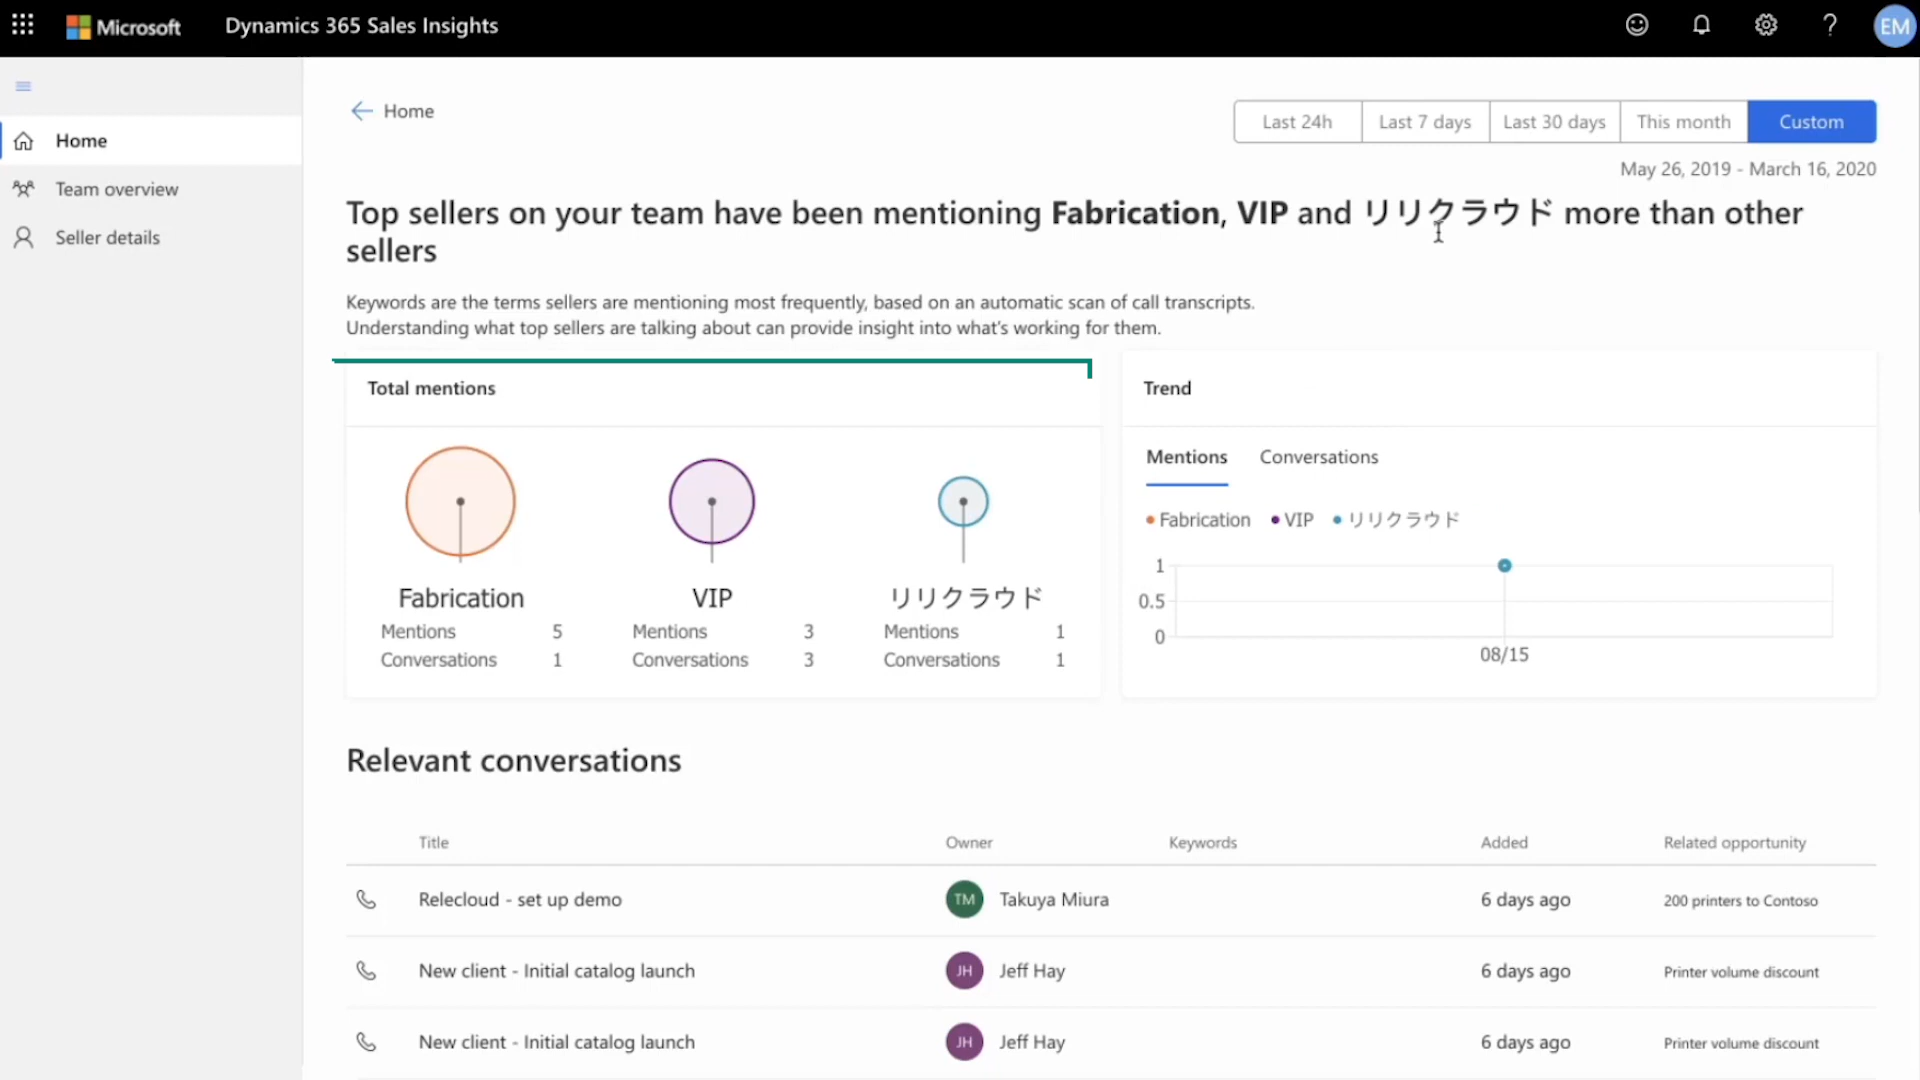 Microsoft
Dynamics 365 Sales Insights
?
EM
Home
Team overview
Seller details
Home
Last 24h
Last 7 days
Last 30 days
This month
Custom
May 26, 2019 - March 16, 2020
Top sellers on your team have been mentioning Fabrication, VIP and リリクラウド more than other
sellers
Keywords are the terms sellers are mentioning most frequently, based on an automatic scan of call transcripts.
Understanding what top sellers are talking about can provide insight into what's working for them.
Total mentions
Fabrication
Mentions 5
Conversations 1
VIP
Mentions 3
Conversations 3
リリクラウド
Mentions 1
Conversations 1
Trend
Mentions
Conversations
Fabrication
VIP
リリクラウド
1
0.5
0
08/15
Relevant conversations
Title Owner Keywords Added Related opportunity
Relecloud - set up demo TM Takuya Miura 6 days ago 200 printers to Contoso
New client - Initial catalog launch JH Jeff Hay 6 days ago Printer volume discount
New client - Initial catalog launch JH Jeff Hay 6 days ago Printer volume discount